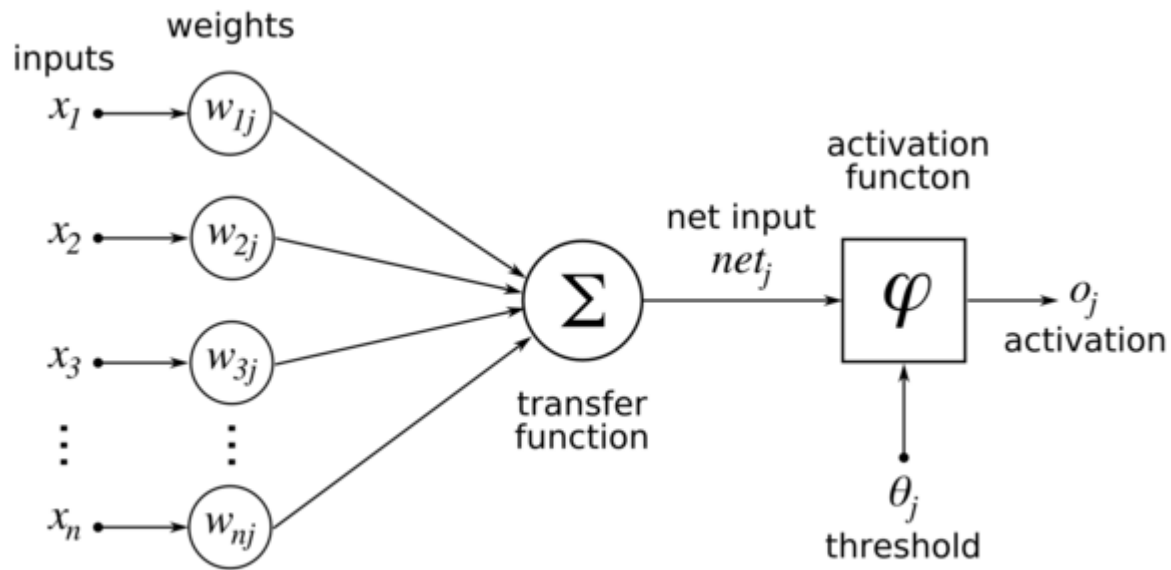 weights
inputs
x1
w1j
x2
w2j
x3
w3j
⋮ ⋮
xn
wnj
Σ
transfer
function
net input
netj
activation
functon
φ
oj
activation
θj
threshold